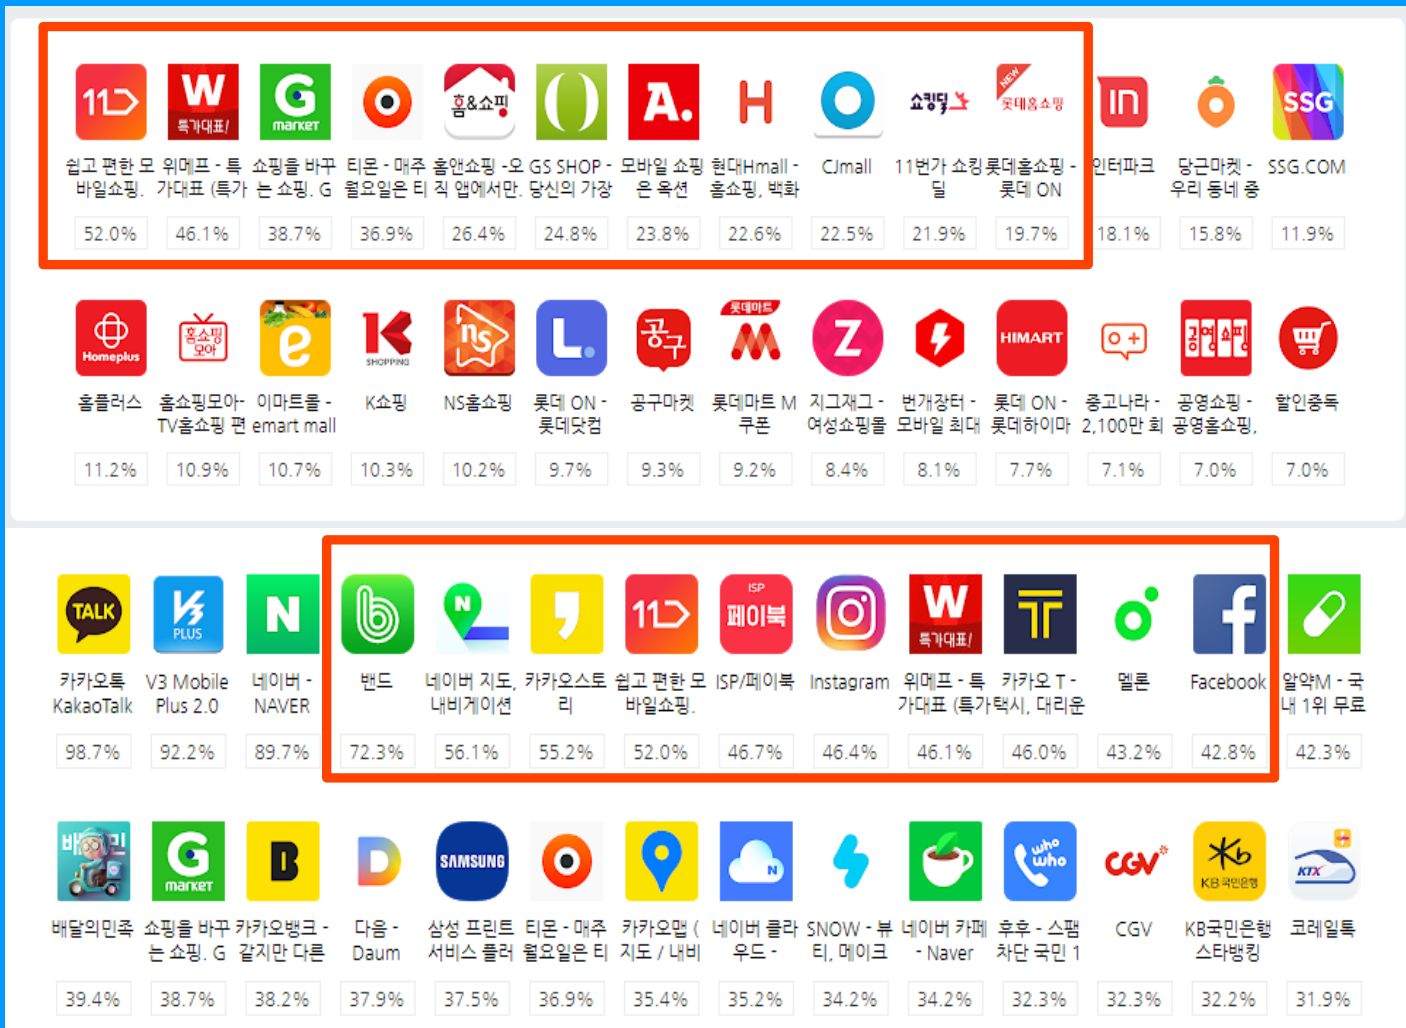 11
W
특가대표!
G
market
홈&쇼핑
A.
H
쇼킹딜
NEW
롯데홈쇼핑
IN
SSG
쉽고 편한 모 위메프 - 특 쇼핑을 바꾸 티몬 - 매주 홈앤쇼핑 -오 GS SHOP - 모바일 쇼핑 현대Hmall - CJmall 11번가 쇼킹 롯데홈쇼핑 - 인터파크 당근마켓 - SSG.COM
바일쇼핑. 가대표 (특가 는 쇼핑. G 월요일은 티 직 앱에서만. 당신의 가장 은 옥션 홈쇼핑, 백화 딜 롯데 ON 우리 동네 중
52.0% 46.1% 38.7% 36.9% 26.4% 24.8% 23.8% 22.6% 22.5% 21.9% 19.7% 18.1% 15.8% 11.9%
Homeplus
홈쇼핑
모아
e
K
SHOPPING
ns
L.
공구
롯데마트
M
Z
HIMART
공영쇼핑
홈플러스 홈쇼핑모아- 이마트몰 - K쇼핑 NS홈쇼핑 롯데 ON - 공구마켓 롯데마트 M 지그재그 - 번개장터 - 롯데 ON - 중고나라 - 공영쇼핑 - 할인중독
TV홈쇼핑 편 emart mall 롯데닷컴 쿠폰 여성쇼핑몰 모바일 최대 롯데하이마 2,100만 회 공영홈쇼핑,
11.2% 10.9% 10.7% 10.3% 10.2% 9.7% 9.3% 9.2% 8.4% 8.1% 7.7% 7.1% 7.0% 7.0%
TALK
V3
PLUS
N
b
N
11
ISP
페이북
W
특가대표!
T
f
카카오톡 V3 Mobile 네이버 - 밴드 네이버 지도, 카카오스토 쉽고 편한 모 ISP/페이북 Instagram 위메프 - 특 카카오 T - 멜론 Facebook 알약M - 국
KakaoTalk Plus 2.0 NAVER 내비게이션 리 바일쇼핑. 가대표 (특가 택시, 대리운 내 1위 무료
98.7% 92.2% 89.7% 72.3% 56.1% 55.2% 52.0% 46.7% 46.4% 46.1% 46.0% 43.2% 42.8% 42.3%
배민
G
market
B
D
SAMSUNG
N
who
who
CGV
Kb
KB국민은행
KTX
배달의민족 쇼핑을 바꾸 카카오뱅크 - 다음 - 삼성 프린트 티몬 - 매주 카카오맵 ( 네이버 클라 SNOW - 뷰 네이버 카페 후후 - 스팸 CGV KB국민은행 코레일톡
는 쇼핑. G 같지만 다른 Daum 서비스 플러 월요일은 티 지도 / 내비 우드 - 티, 메이크 - Naver 차단 국민 1 스타뱅킹
39.4% 38.7% 38.2% 37.9% 37.5% 36.9% 35.4% 35.2% 34.2% 34.2% 32.3% 32.3% 32.2% 31.9%